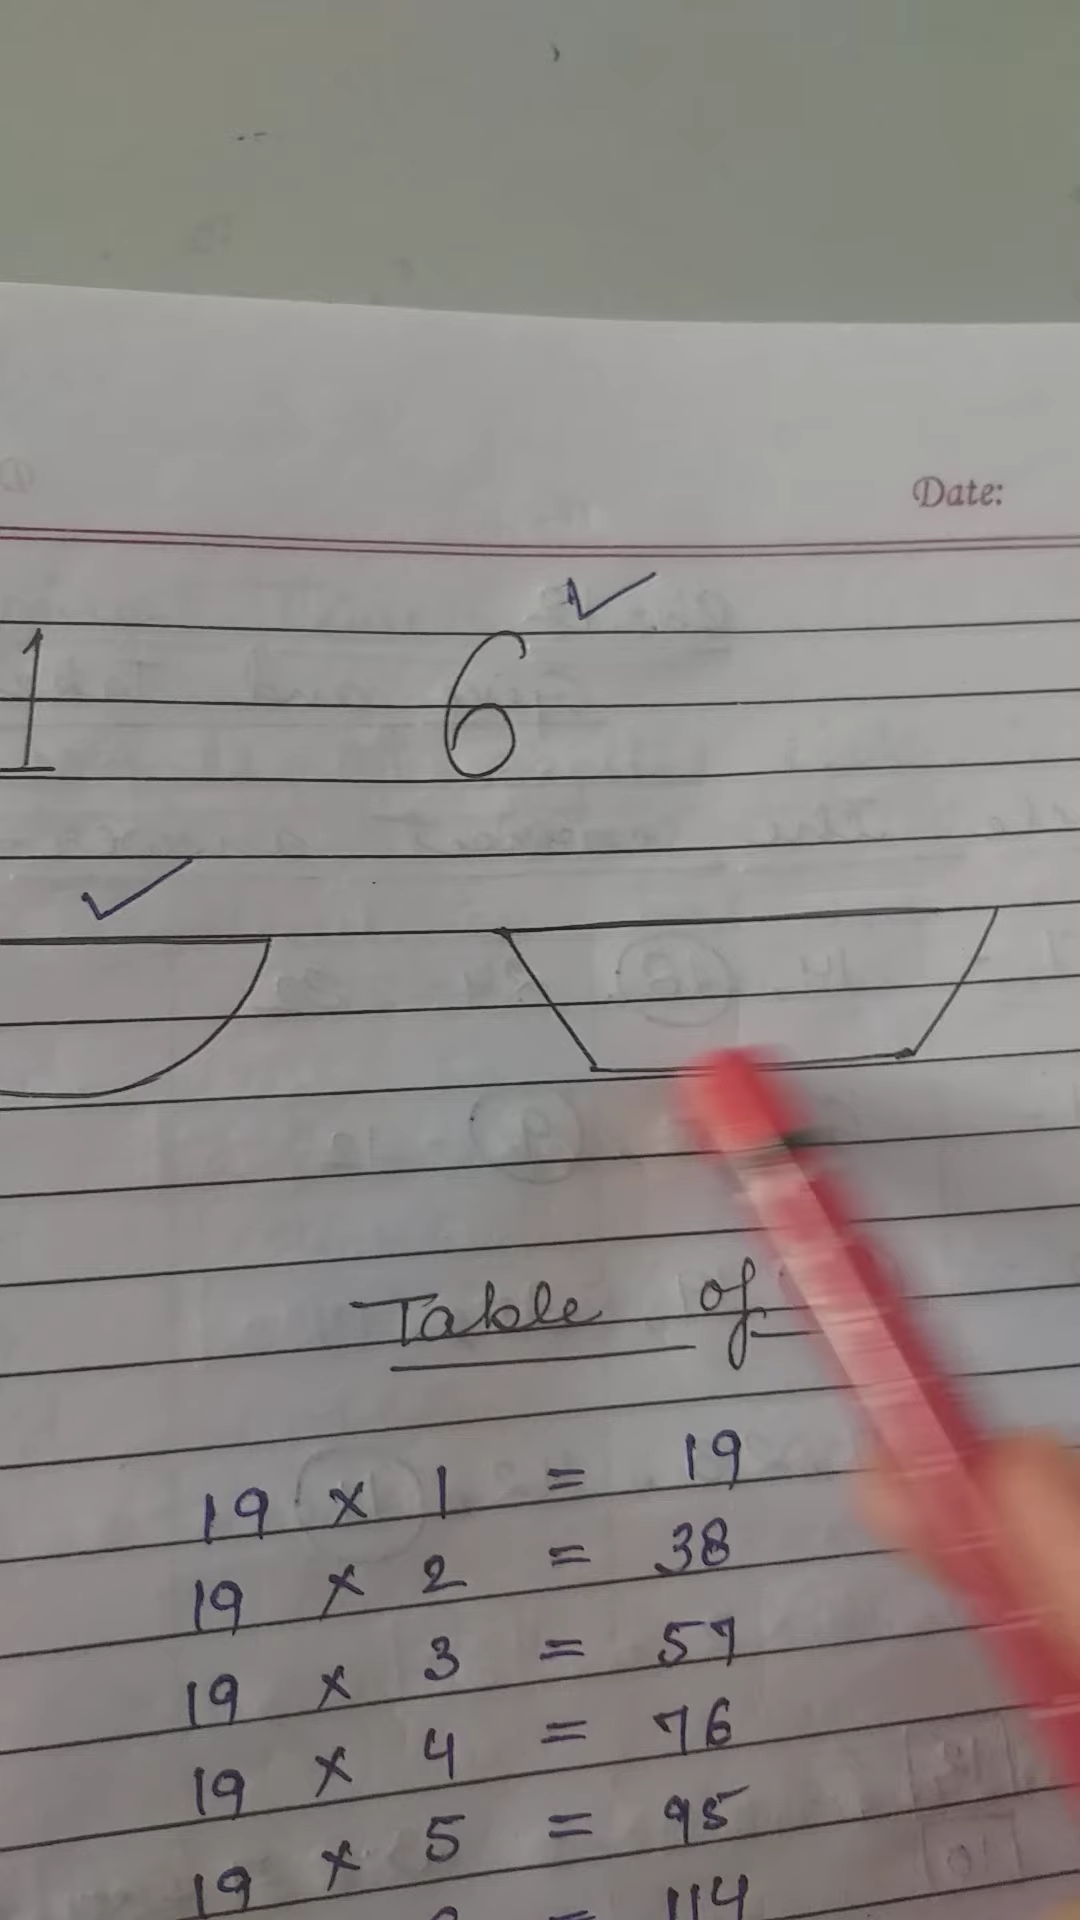 Date:
1 6
Table of
19 × 1 = 19
19 × 2 = 38
19 × 3 = 57
19 × 4 = 76
19 × 5 = 95
= 114